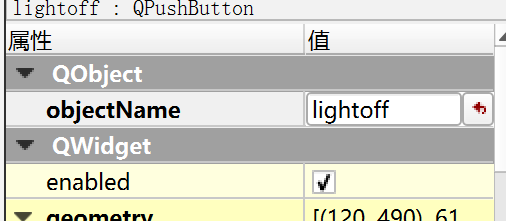 lightoff : QPushButton
属性 值
QObject
objectName lightoff
QWidget
enabled
geometry [(120, 490), 61